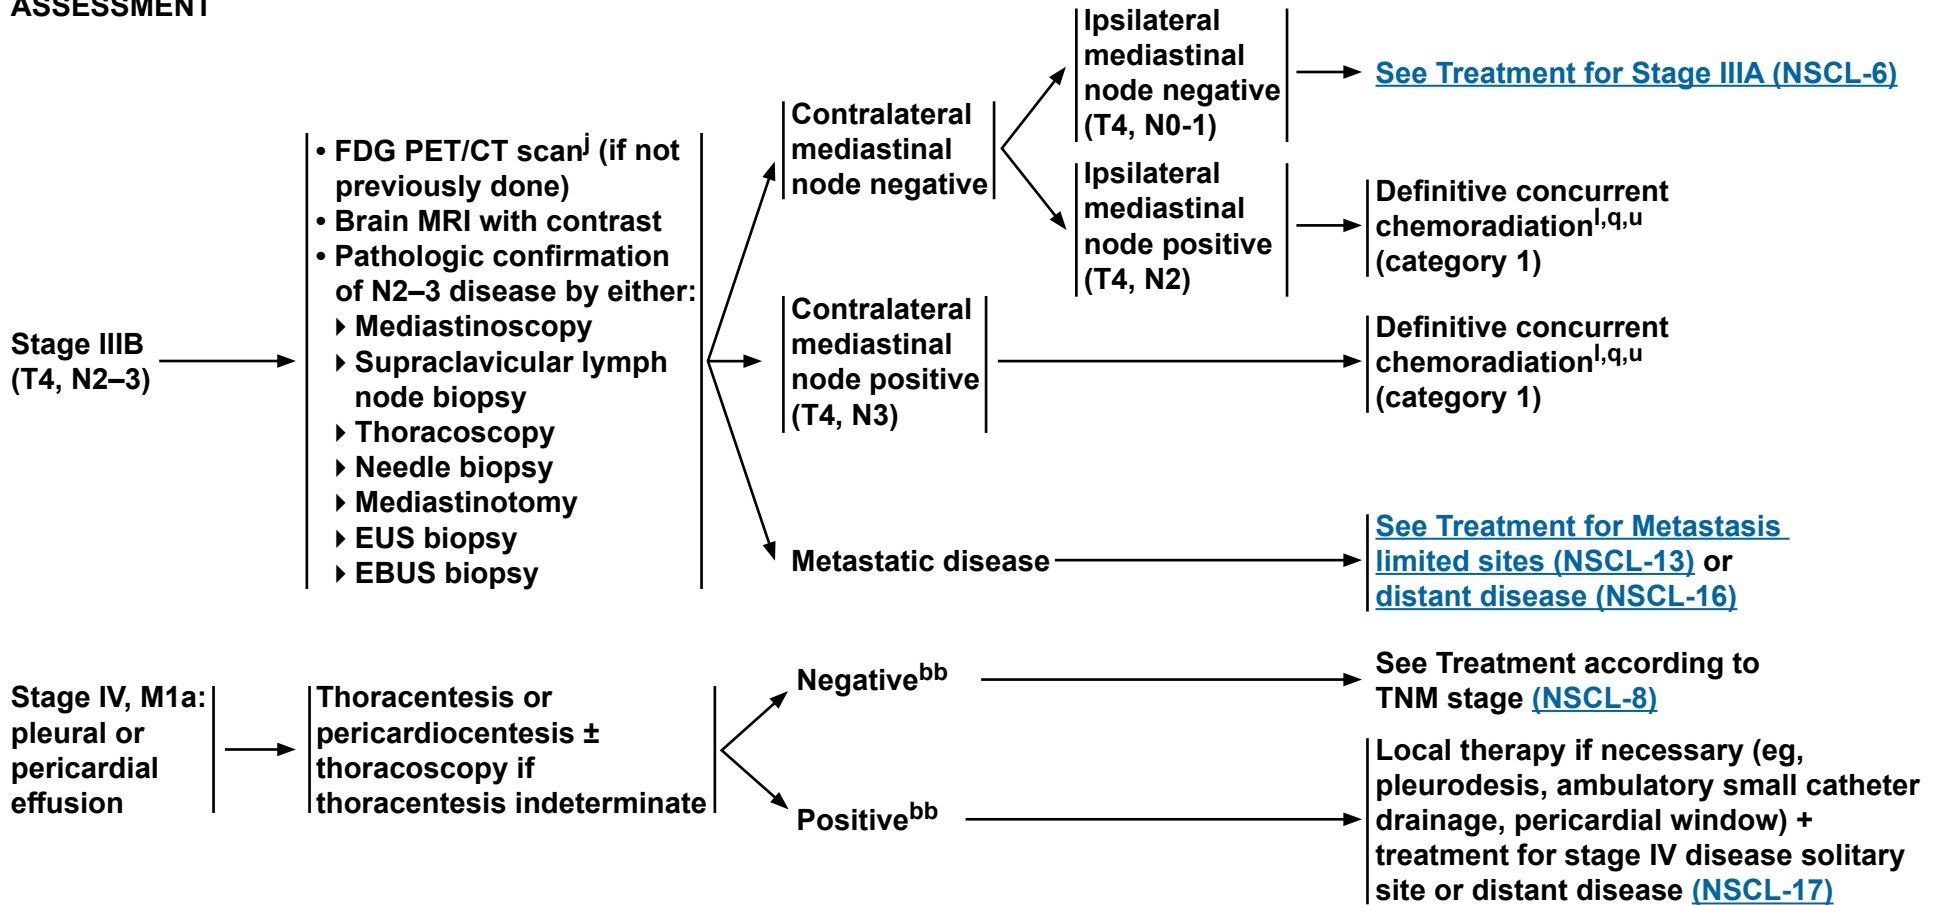 ASSESSMENT
Stage IIIB
(T4, N2–3)
• FDG PET/CT scanj (if not
previously done)
• Brain MRI with contrast
• Pathologic confirmation
of N2–3 disease by either:
Mediastinoscopy
Supraclavicular lymph
node biopsy
Thoracoscopy
Needle biopsy
Mediastinotomy
EUS biopsy
EBUS biopsy
Contralateral
mediastinal
node negative
Ipsilateral
mediastinal
node negative
(T4, N0-1)
See Treatment for Stage IIIA (NSCL-6)
Ipsilateral
mediastinal
node positive
(T4, N2)
Definitive concurrent
chemoradiationl,q,u
(category 1)
Contralateral
mediastinal
node positive
(T4, N3)
Definitive concurrent
chemoradiationl,q,u
(category 1)
Metastatic disease
See Treatment for Metastasis
limited sites (NSCL-13) or
distant disease (NSCL-16)
Stage IV, M1a:
pleural or
pericardial
effusion
Thoracentesis or
pericardiocentesis ±
thoracoscopy if
thoracentesis indeterminate
Negativebb
See Treatment according to
TNM stage (NSCL-8)
Positivebb
Local therapy if necessary (eg,
pleurodesis, ambulatory small catheter
drainage, pericardial window) +
treatment for stage IV disease solitary
site or distant disease (NSCL-17)